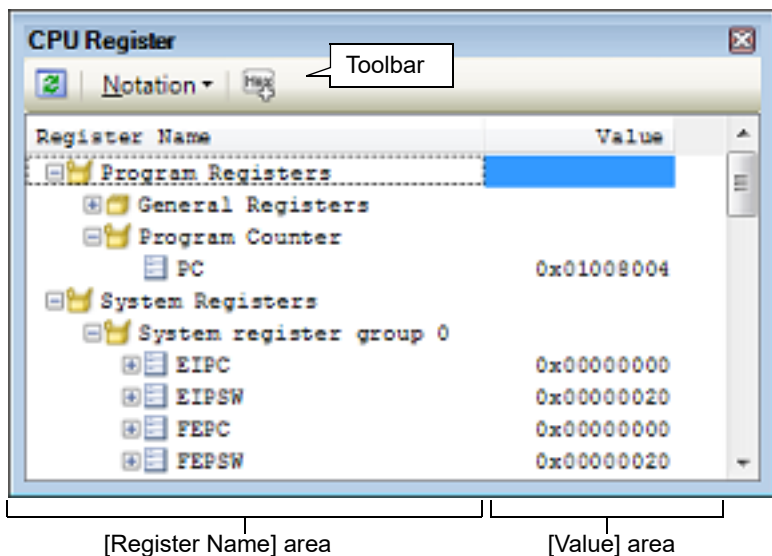 CPU Register
Toolbar
Notation
Hex
Register Name Value
Program Registers
General Registers
Program Counter
PC 0x01008004
System Registers
System register group 0
EIPC 0x00000000
EIPSW 0x00000020
FEPC 0x00000000
FEPSW 0x00000020
[Register Name] area [Value] area